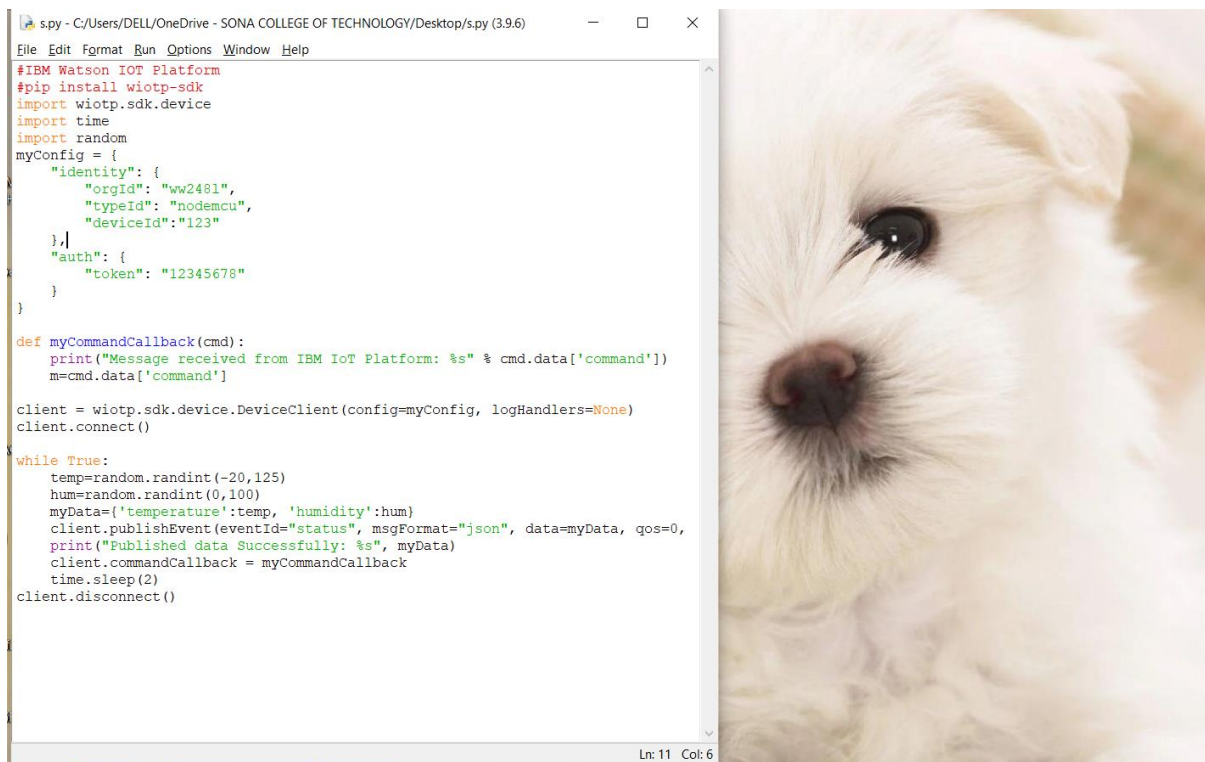 s.py - C:/Users/DELL/OneDrive - SONA COLLEGE OF TECHNOLOGY/Desktop/s.py (3.9.6)
File Edit Format Run Options Window Help
#IBM Watson IOT Platform
#pip install wiotp-sdk
import wiotp.sdk.device
import time
import random
myConfig = {
    "identity": {
        "orgId": "ww248l",
        "typeId": "nodemcu",
        "deviceId":"123"
    },
    "auth": {
        "token": "12345678"
    }
}
def myCommandCallback(cmd):
    print("Message received from IBM IoT Platform: %s" % cmd.data['command'])
    m=cmd.data['command']
client = wiotp.sdk.device.DeviceClient(config=myConfig, logHandlers=None)
client.connect()
while True:
    temp=random.randint(-20,125)
    hum=random.randint(0,100)
    myData={'temperature':temp, 'humidity':hum}
    client.publishEvent(eventId="status", msgFormat="json", data=myData, qos=0,
    print("Published data Successfully: %s", myData)
    client.commandCallback = myCommandCallback
    time.sleep(2)
client.disconnect()
Ln: 11 Col: 6